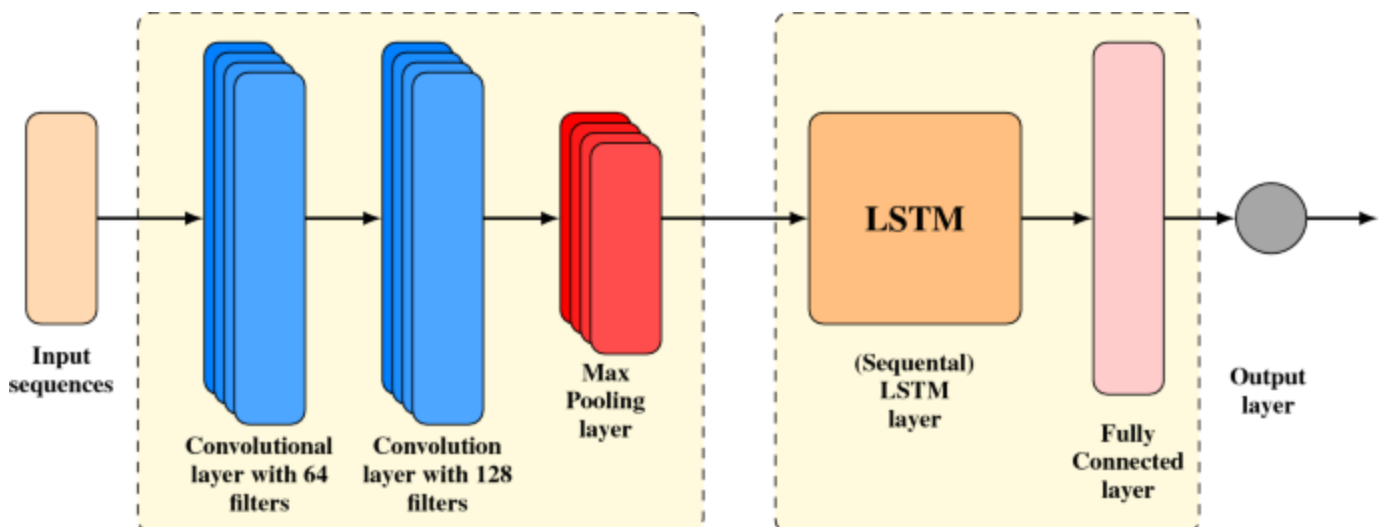 Input
sequences
Convolutional
layer with 64
filters
Convolution
layer with 128
filters
Max
Pooling
layer
LSTM
(Sequental)
LSTM
layer
Fully
Connected
layer
Output
layer